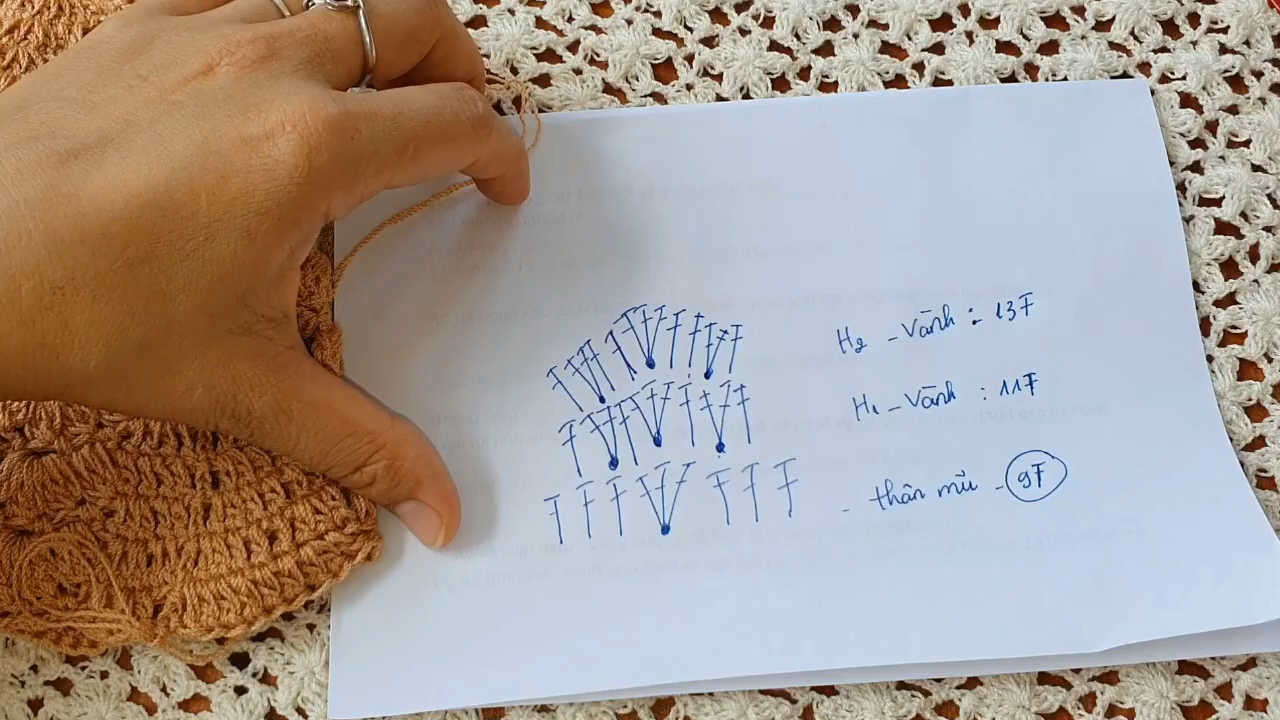 H2 - Vành : 13F
H1 - Vành : 11F
- thân mũ - 9F